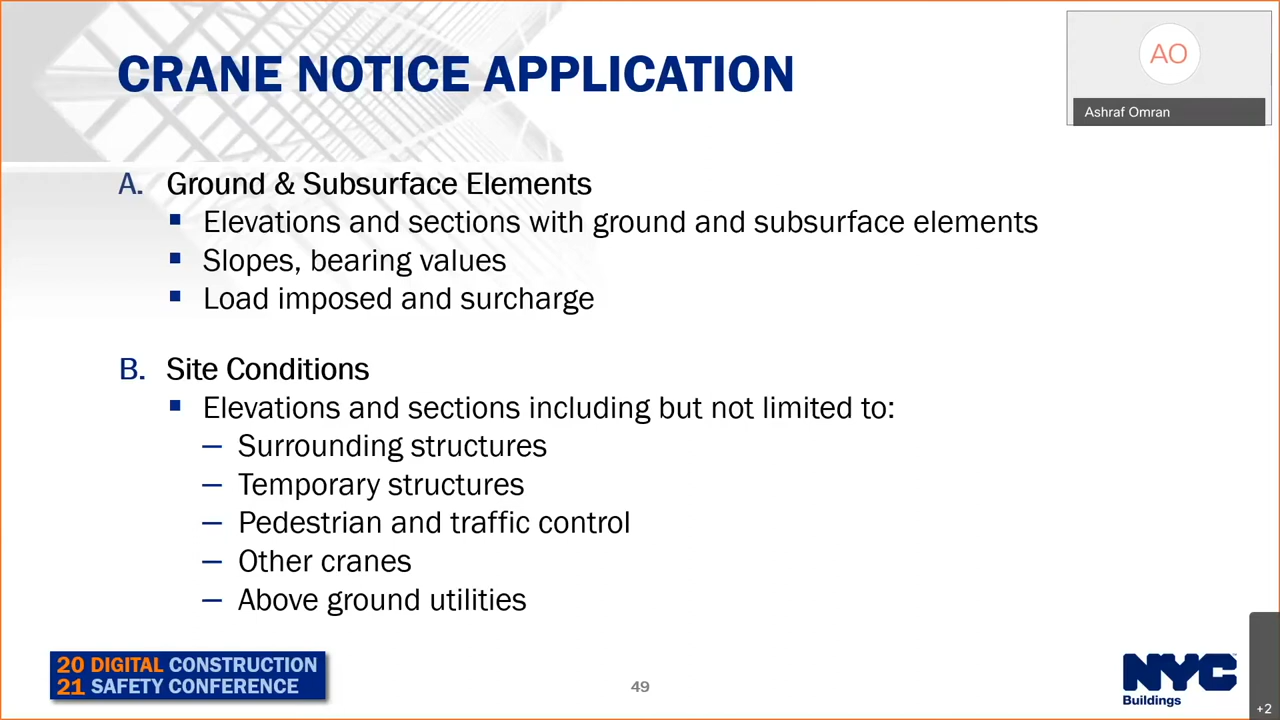 CRANE NOTICE APPLICATION
AO
Ashraf Omran
A. Ground & Subsurface Elements
▪ Elevations and sections with ground and subsurface elements
▪ Slopes, bearing values
▪ Load imposed and surcharge
B. Site Conditions
▪ Elevations and sections including but not limited to:
– Surrounding structures
– Temporary structures
– Pedestrian and traffic control
– Other cranes
– Above ground utilities
20 DIGITAL CONSTRUCTION
21 SAFETY CONFERENCE
49
NYC™
Buildings
+2